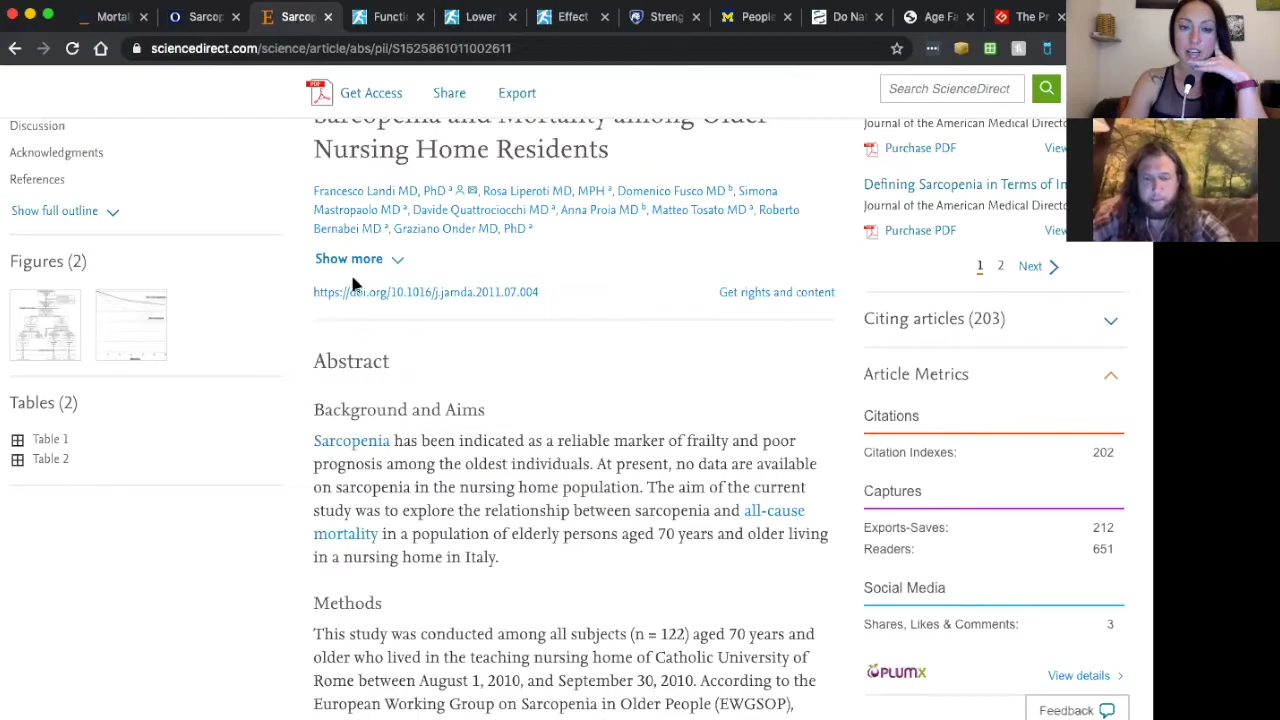 Mortal
Sarcop
Sarcop
Functi
Lower
Effect
Streng
People
Do Na
Age Fa
The Pr
sciencedirect.com/science/article/abs/pii/S1525861011002611
Get Access
Share
Export
Search ScienceDirect
Discussion
Acknowledgments
References
Show full outline
Figures (2)
Tables (2)
Table 1
Table 2
Sarcopenia and Mortality among Older
Nursing Home Residents
Francesco Landi MD, PhD a, Rosa Liperoti MD, MPH a, Domenico Fusco MD b, Simona
Mastropaolo MD a, Davide Quattrociocchi MD a, Anna Proia MD b, Matteo Tosato MD a, Roberto
Bernabei MD a, Graziano Onder MD, PhD a
Show more
https://doi.org/10.1016/j.jamda.2011.07.004
Get rights and content
Abstract
Background and Aims
Sarcopenia has been indicated as a reliable marker of frailty and poor
prognosis among the oldest individuals. At present, no data are available
on sarcopenia in the nursing home population. The aim of the current
study was to explore the relationship between sarcopenia and all-cause
mortality in a population of elderly persons aged 70 years and older living
in a nursing home in Italy.
Methods
This study was conducted among all subjects (n = 122) aged 70 years and
older who lived in the teaching nursing home of Catholic University of
Rome between August 1, 2010, and September 30, 2010. According to the
European Working Group on Sarcopenia in Older People (EWGSOP),
Journal of the American Medical Directo
Purchase PDF
View
Defining Sarcopenia in Terms of In
Journal of the American Medical Directo
Purchase PDF
View
1 2 Next
Citing articles (203)
Article Metrics
Citations
Citation Indexes: 202
Captures
Exports-Saves: 212
Readers: 651
Social Media
Shares, Likes & Comments: 3
PLUMX
View details
Feedback